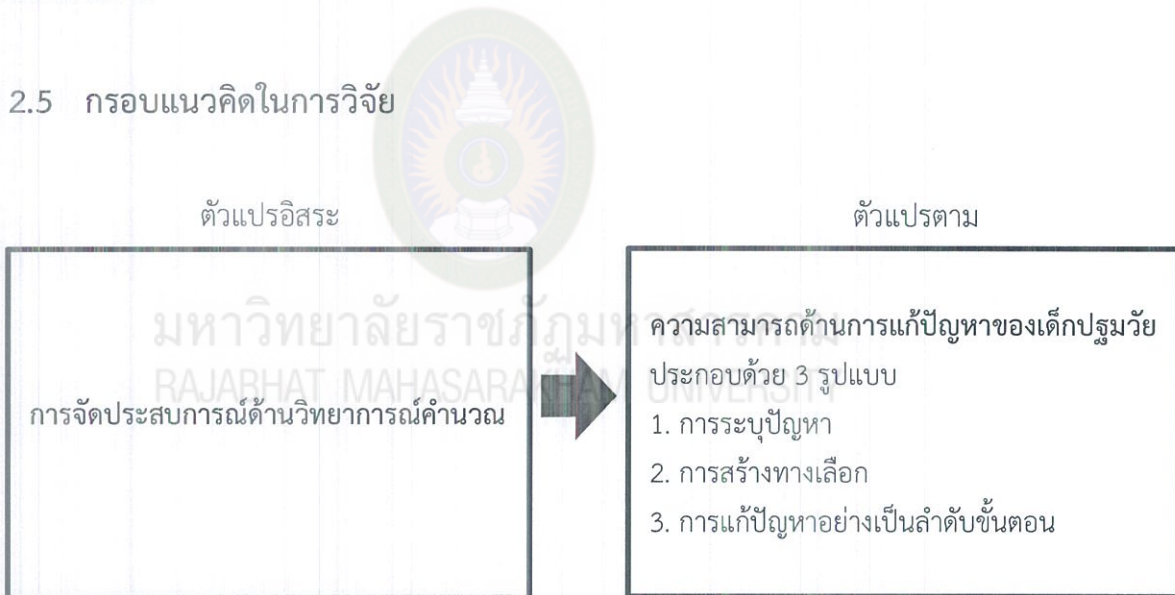 2.5 กรอบแนวคิดในการวิจัย
ตัวแปรอิสระ
ตัวแปรตาม
มหาวิทยาลัยราชภัฏมหาสารคาม
RAJABHAT MAHASARAKHAM UNIVERSITY
การจัดประสบการณ์ด้านวิทยาการณ์คำนวณ
ความสามารถด้านการแก้ปัญหาของเด็กปฐมวัย
ประกอบด้วย 3 รูปแบบ
1. การระบุปัญหา
2. การสร้างทางเลือก
3. การแก้ปัญหาอย่างเป็นลำดับขั้นตอน